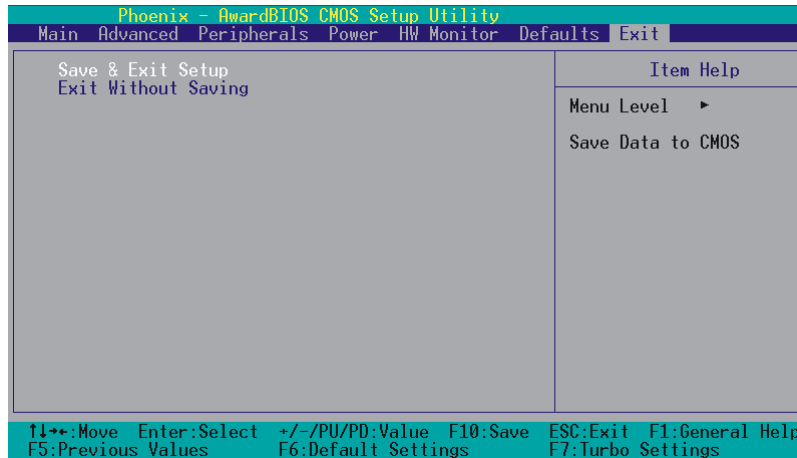 Phoenix - AwardBIOS CMOS Setup Utility
Main Advanced Peripherals Power HW Monitor Defaults Exit
Save & Exit Setup
Exit Without Saving
Item Help
Menu Level ►
Save Data to CMOS
↑↓→←:Move Enter:Select +/-/PU/PD:Value F10:Save ESC:Exit F1:General Help
F5:Previous Values F6:Default Settings F7:Turbo Settings